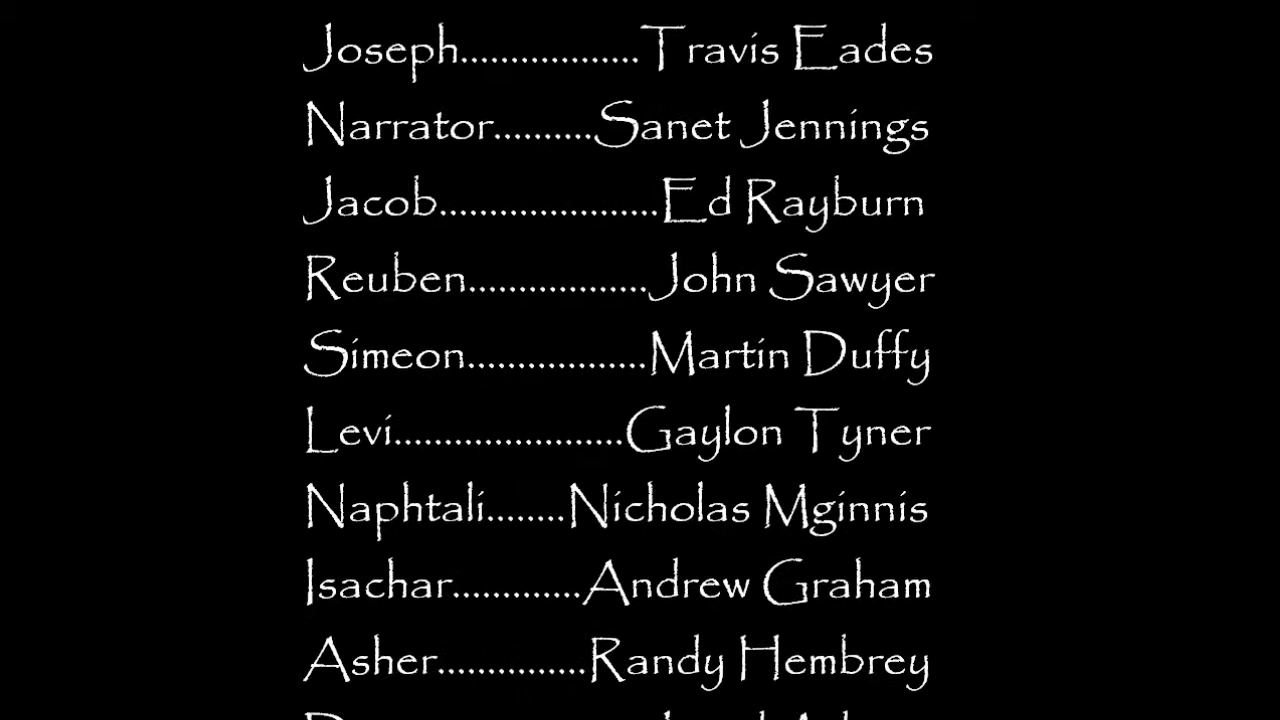 Joseph..................Travis Eades
Narrator..........Sanet Jennings
Jacob......................Ed Rayburn
Reuben..................John Sawyer
Simeon..................Martin Duffy
Levi.......................Gaylon Tyner
Naphtali........Nicholas Mginnis
Isachar.............Andrew Graham
Asher...............Randy Hembrey